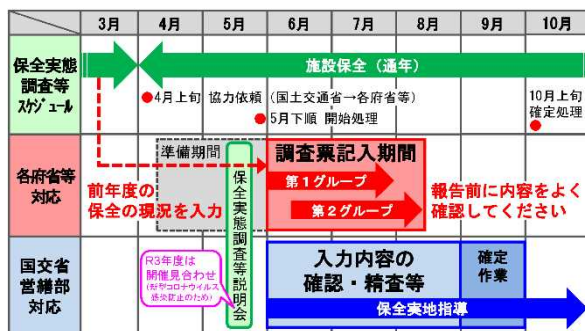 3月 4月 5月 6月 7月 8月 9月 10月
保全実態
調査等
スケジュール
施設保全（通年）
4月上旬 協力依頼（国土交通省→各府省等）
5月下順 開始処理
10月上旬
確定処理
各府省等
対応
準備期間
調査票記入期間
第1グループ
第2グループ
前年度の
保全の現況を入力
報告前に内容をよく
確認してください
保全実態調査等説明会
国交省
営繕部
対応
R3年度は
開催見合わせ
(新型コロナウイルス
感染防止のため)
入力内容の
確認・精査等
確定
作業
保全実地指導